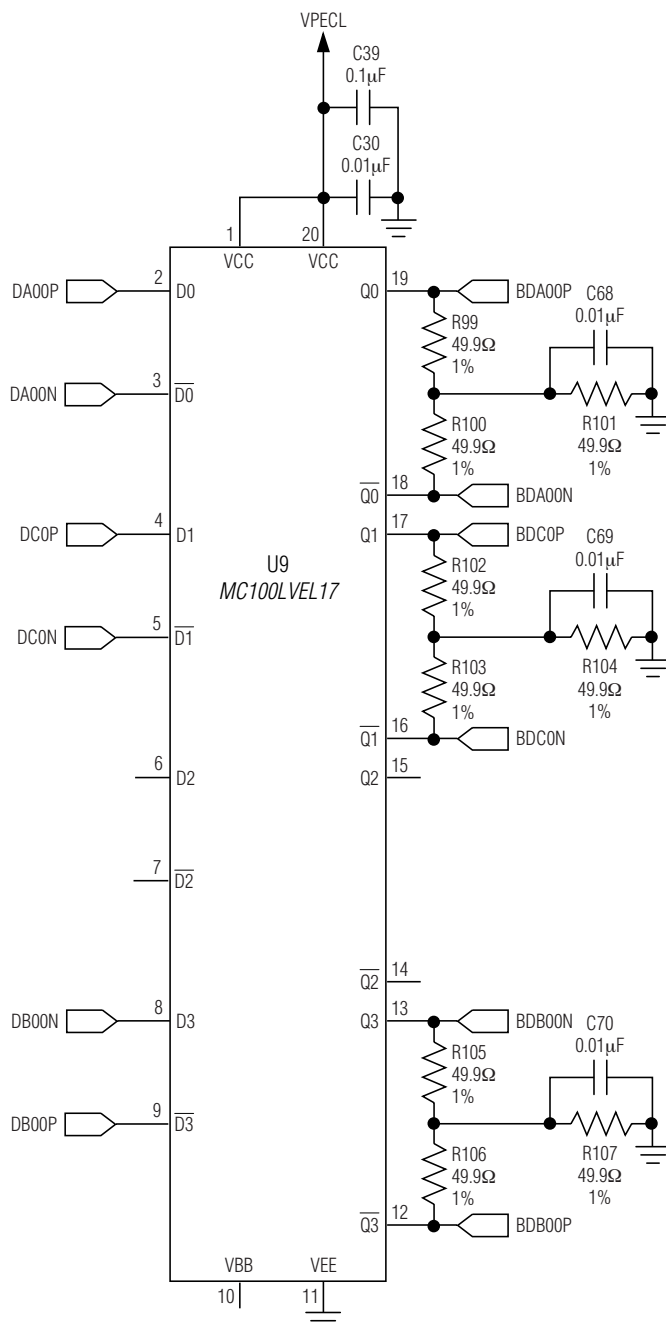 VPECL
C39
0.1μF
C30
0.01μF
1
20
VCC
VCC
DA00P
2
D0
Q0
19
BDA00P
C68
0.01μF
R99
49.9Ω
1%
DA00N
3
D0
R100
49.9Ω
1%
R101
49.9Ω
1%
Q0
18
BDA00N
DC0P
4
D1
Q1
17
BDC0P
C69
0.01μF
U9
MC100LVEL17
R102
49.9Ω
1%
DC0N
5
D1
R103
49.9Ω
1%
R104
49.9Ω
1%
Q1
16
BDC0N
6
D2
Q2
15
7
D2
Q2
14
DB00N
8
D3
Q3
13
BDB00N
C70
0.01μF
R105
49.9Ω
1%
DB00P
9
D3
R106
49.9Ω
1%
R107
49.9Ω
1%
Q3
12
BDB00P
VBB
VEE
10
11